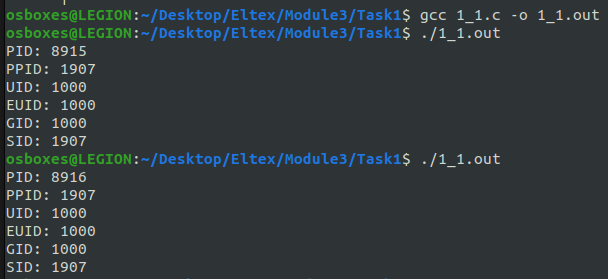 osboxes@LEGION:~/Desktop/Eltex/Module3/Task1$ gcc 1_1.c -o 1_1.out
osboxes@LEGION:~/Desktop/Eltex/Module3/Task1$ ./1_1.out
PID: 8915
PPID: 1907
UID: 1000
EUID: 1000
GID: 1000
SID: 1907
osboxes@LEGION:~/Desktop/Eltex/Module3/Task1$ ./1_1.out
PID: 8916
PPID: 1907
UID: 1000
EUID: 1000
GID: 1000
SID: 1907